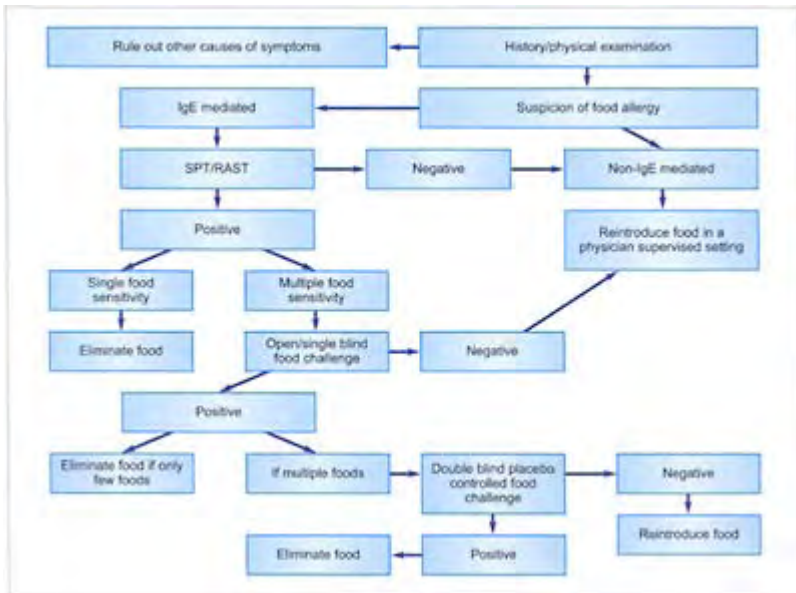 Rule out other causes of symptoms
History/physical examination
IgE mediated
Suspicion of food allergy
SPT/RAST
Negative
Non-IgE mediated
Positive
Reintroduce food in a
physician supervised setting
Single food
sensitivity
Multiple food
sensitivity
Eliminate food
Open/single blind
food challenge
Negative
Positive
Eliminate food if only
few foods
If multiple foods
Double blind placebo
controlled food
challenge
Negative
Eliminate food
Positive
Reintroduce food